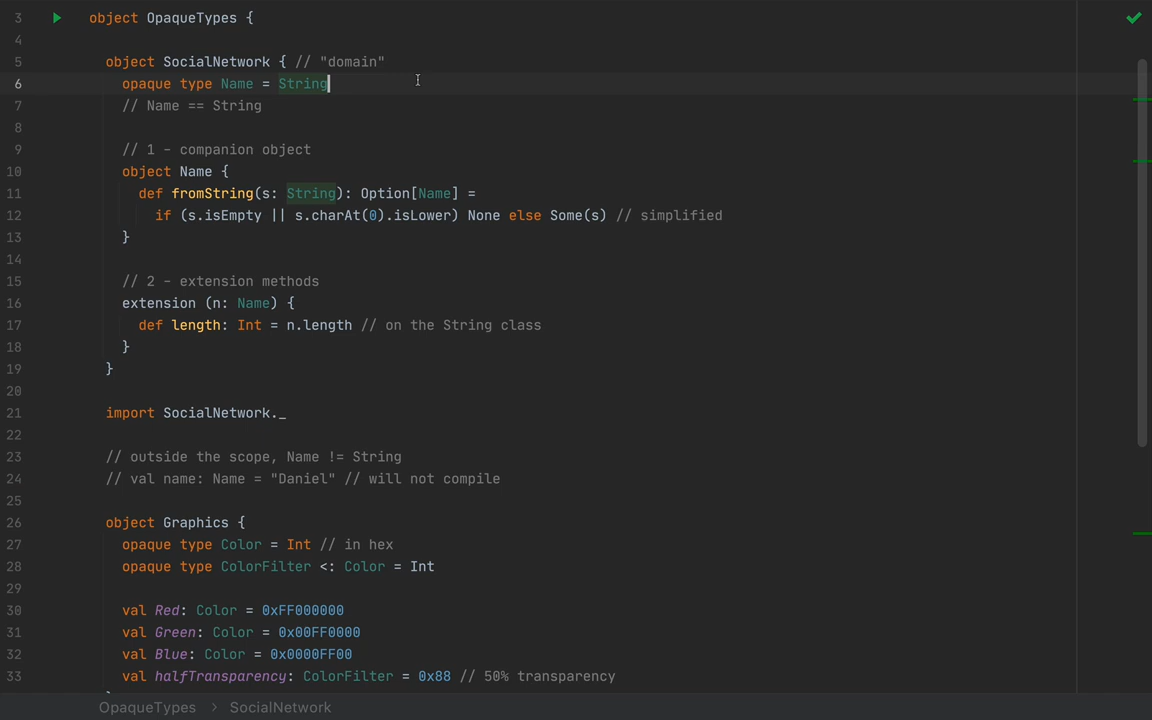 3 object OpaqueTypes {
4
5 object SocialNetwork { // "domain"
6 opaque type Name = String
7 // Name == String
8
9 // 1 - companion object
10 object Name {
11 def fromString(s: String): Option[Name] =
12 if (s.isEmpty || s.charAt(0).isLower) None else Some(s) // simplified
13 }
14
15 // 2 - extension methods
16 extension (n: Name) {
17 def length: Int = n.length // on the String class
18 }
19 }
20
21 import SocialNetwork._
22
23 // outside the scope, Name != String
24 // val name: Name = "Daniel" // will not compile
25
26 object Graphics {
27 opaque type Color = Int // in hex
28 opaque type ColorFilter <: Color = Int
29
30 val Red: Color = 0xFF000000
31 val Green: Color = 0x00FF0000
32 val Blue: Color = 0x0000FF00
33 val halfTransparency: ColorFilter = 0x88 // 50% transparency
OpaqueTypes > SocialNetwork